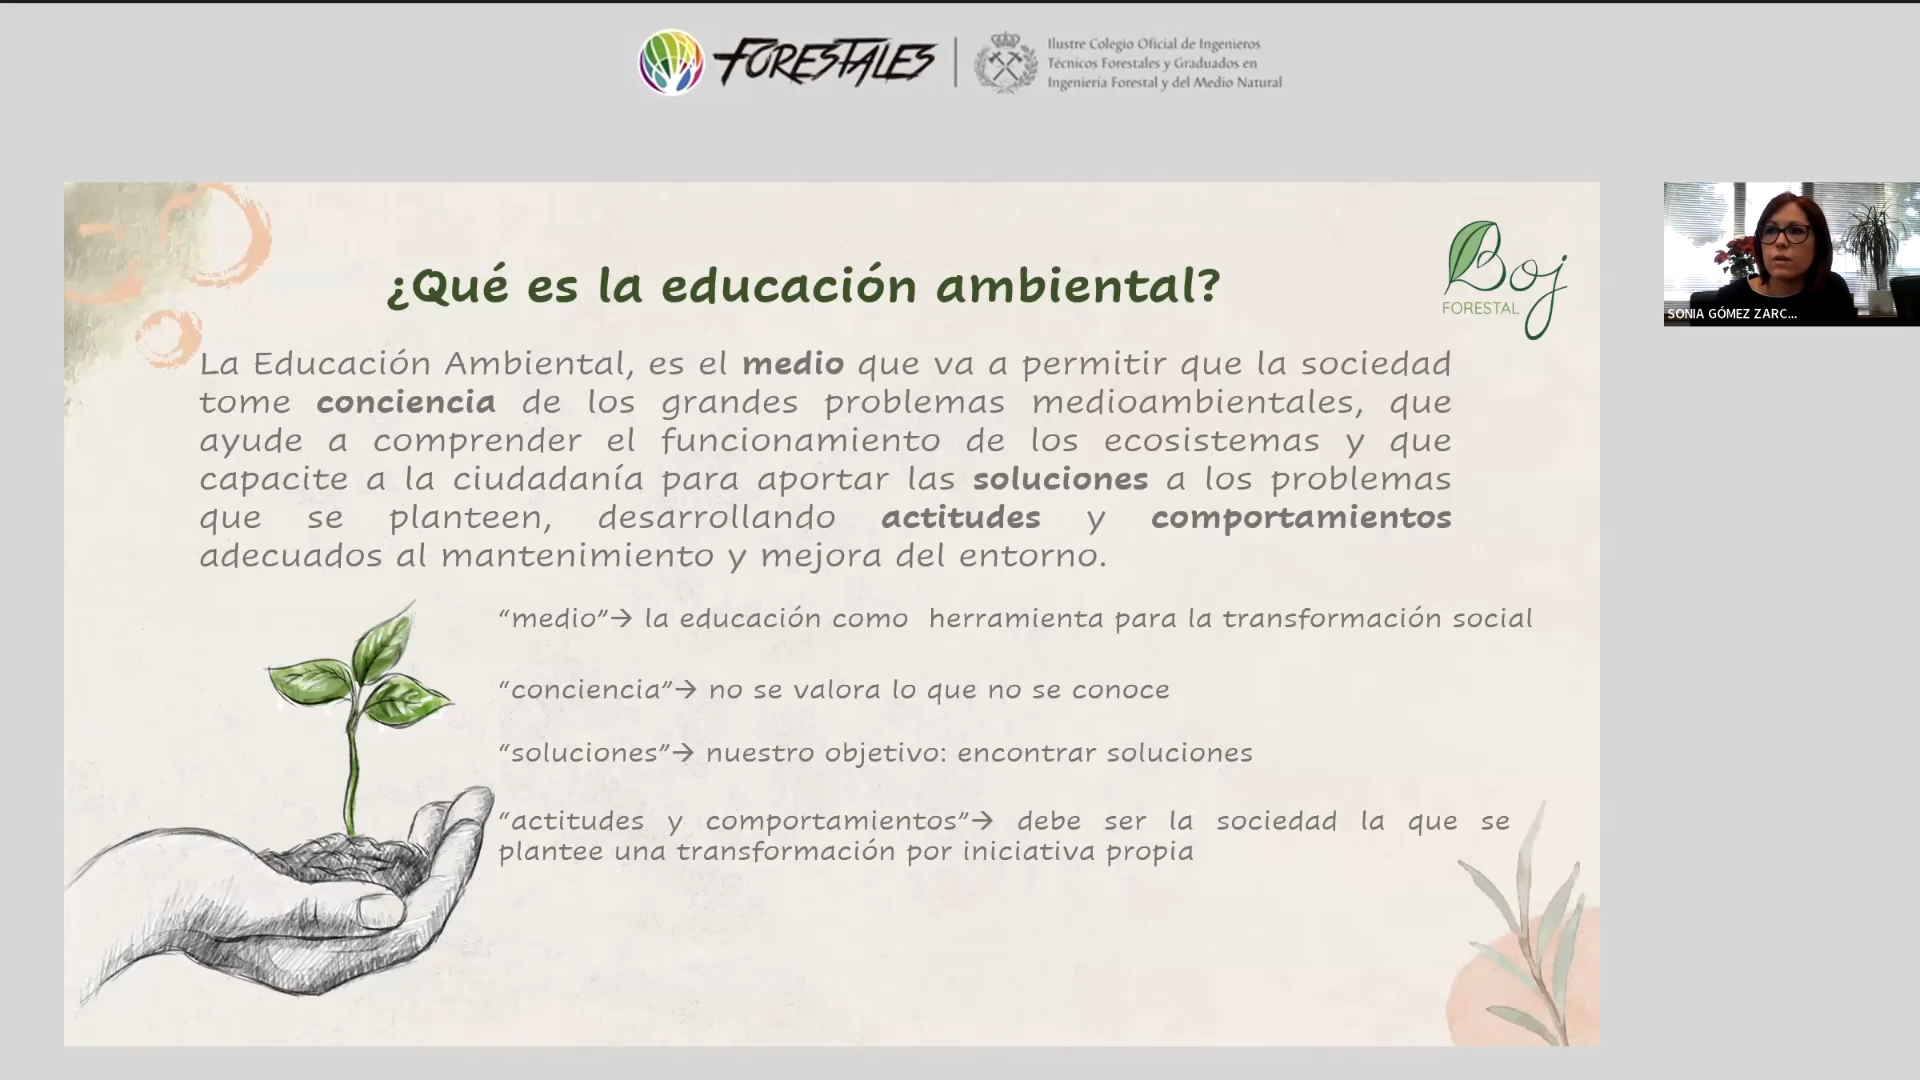 FORESTALES
Ilustre Colegio Oficial de Ingenieros
Técnicos Forestales y Graduados en
Ingeniería Forestal y del Medio Natural
¿Qué es la educación ambiental?
Boj
FORESTAL
SONIA GÓMEZ ZARC...
La Educación Ambiental, es el medio que va a permitir que la sociedad
tome conciencia de los grandes problemas medioambientales, que
ayude a comprender el funcionamiento de los ecosistemas y que
capacite a la ciudadanía para aportar las soluciones a los problemas
que se planteen, desarrollando actitudes y comportamientos
adecuados al mantenimiento y mejora del entorno.
“medio”→ la educación como herramienta para la transformación social
“conciencia”→ no se valora lo que no se conoce
“soluciones”→ nuestro objetivo: encontrar soluciones
“actitudes y comportamientos”→ debe ser la sociedad la que se
plantee una transformación por iniciativa propia